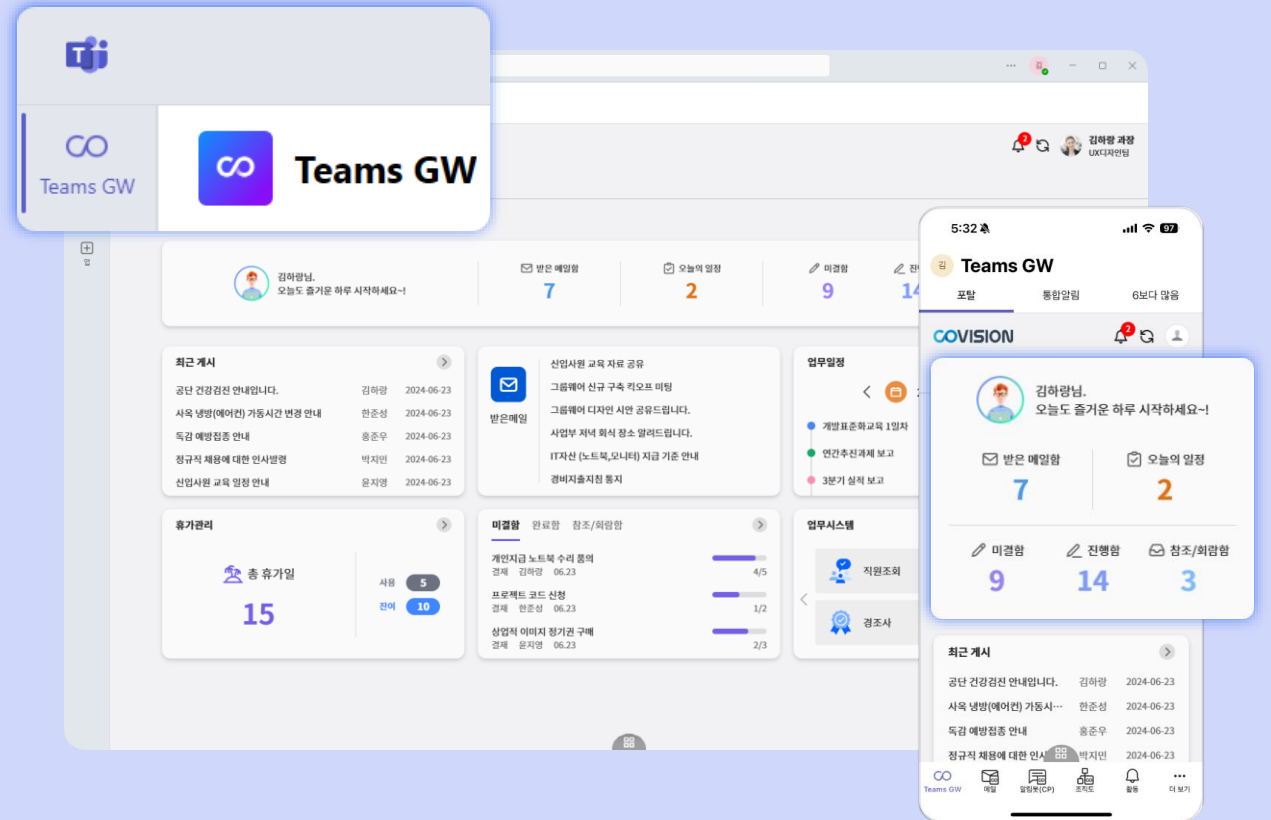 Teams GW
Teams GW
2
김하랑 과장
UX디자인팀
앱
김하랑님.
오늘도 즐거운 하루 시작하세요~!
받은 메일함
7
오늘의 일정
2
미결함
9
14
최근 게시
공단 건강검진 안내입니다. 김하랑 2024-06-23
사옥 냉방(에어컨) 가동시간 변경 안내 한준성 2024-06-23
독감 예방접종 안내 홍준우 2024-06-23
정규직 채용에 대한 인사발령 박지민 2024-06-23
신입사원 교육 일정 안내 윤지영 2024-06-23
받은메일
신입사원 교육 자료 공유
그룹웨어 신규 구축 킥오프 미팅
그룹웨어 디자인 시안 공유드립니다.
사업부 저녁 회식 장소 알려드립니다.
IT자산 (노트북,모니터) 지급 기준 안내
경비지출지침 통지
업무일정
개발표준화교육 1일차
연간추진과제 보고
3분기 실적 보고
휴가관리
총 휴가일
15
사용 5
잔여 10
미결함 완료함 참조/회람함
개인지급 노트북 수리 품의
결재 김하랑 06.23 4/5
프로젝트 코드 신청
결재 한준성 06.23 1/2
상업적 이미지 정기권 구매
결재 윤지영 06.23 2/3
업무시스템
직원조회
경조사
5:32
97
김 Teams GW
포탈 통합알림 6보다 많음
COVISION
2
김하랑님.
오늘도 즐거운 하루 시작하세요~!
받은 메일함
7
오늘의 일정
2
미결함
9
진행함
14
참조/회람함
3
최근 게시
공단 건강검진 안내입니다. 김하랑 2024-06-23
사옥 냉방(에어컨) 가동시… 한준성 2024-06-23
독감 예방접종 안내 홍준우 2024-06-23
정규직 채용에 대한 인사 박지민 2024-06-23
Teams GW 메일 알림봇(CP) 조직도 활동 더 보기